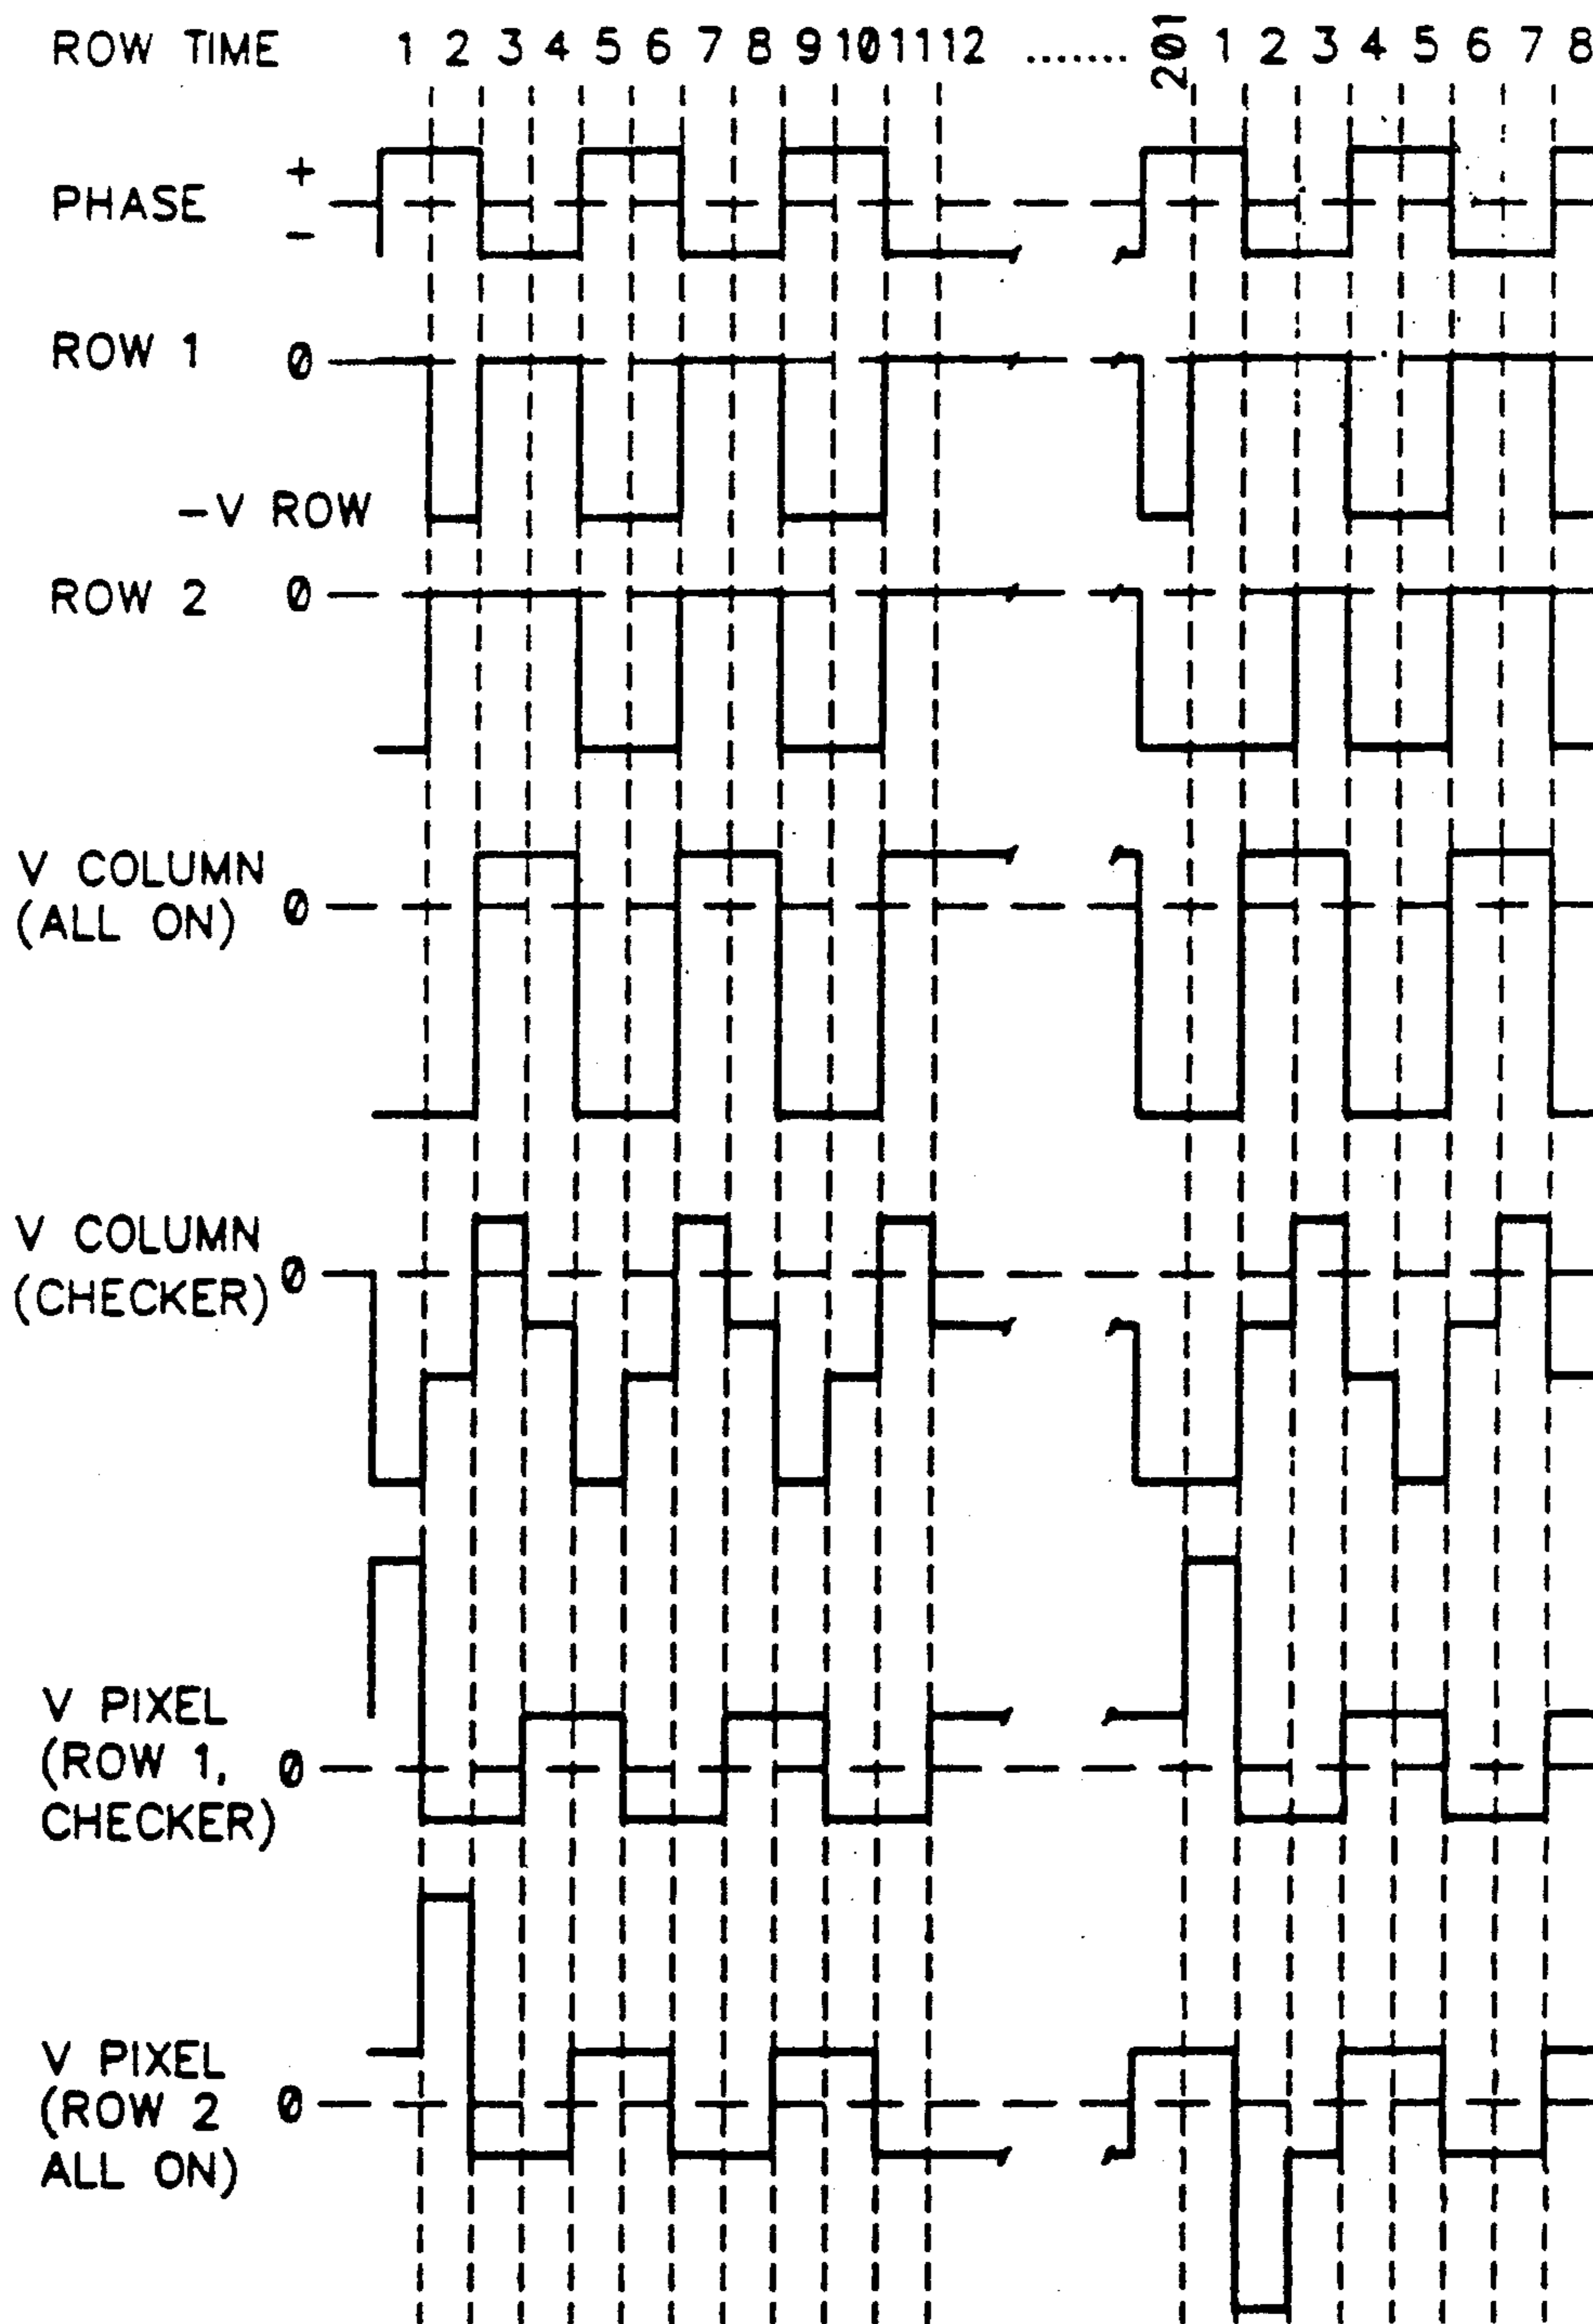 ROW TIME 1 2 3 4 5 6 7 8 9 10 11 12 ....... 201 1 2 3 4 5 6 7 8
+
PHASE
-
ROW 1 0
-V ROW
ROW 2 0
V COLUMN
(ALL ON) 0
V COLUMN
(CHECKER) 0
V PIXEL
(ROW 1, 0
CHECKER)
V PIXEL
(ROW 2 0
ALL ON)